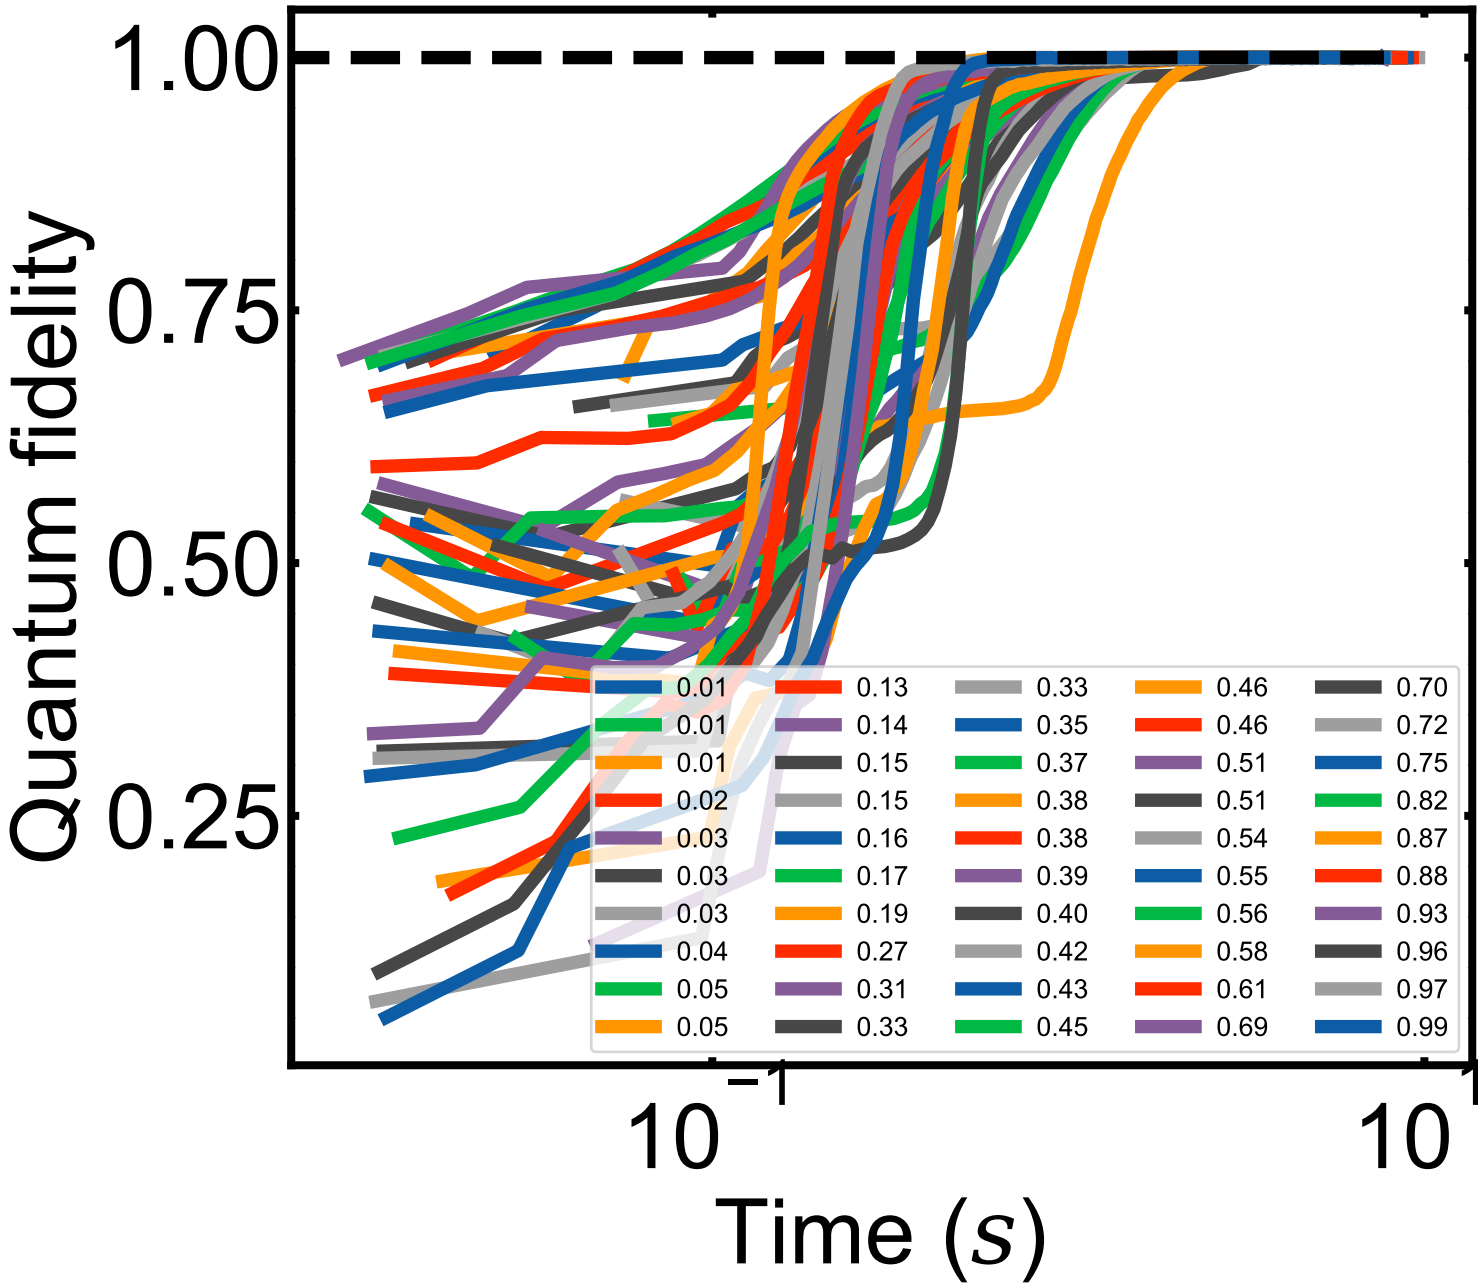 1.00
0.75
0.50
0.25
Quantum fidelity
0.01 0.13 0.33 0.46 0.70
0.01 0.14 0.35 0.46 0.72
0.01 0.15 0.37 0.51 0.75
0.02 0.15 0.38 0.51 0.82
0.03 0.16 0.38 0.54 0.87
0.03 0.17 0.39 0.55 0.88
0.03 0.19 0.40 0.56 0.93
0.04 0.27 0.42 0.58 0.96
0.05 0.31 0.43 0.61 0.97
0.05 0.33 0.45 0.69 0.99
10⁻¹ 10¹
Time (s)